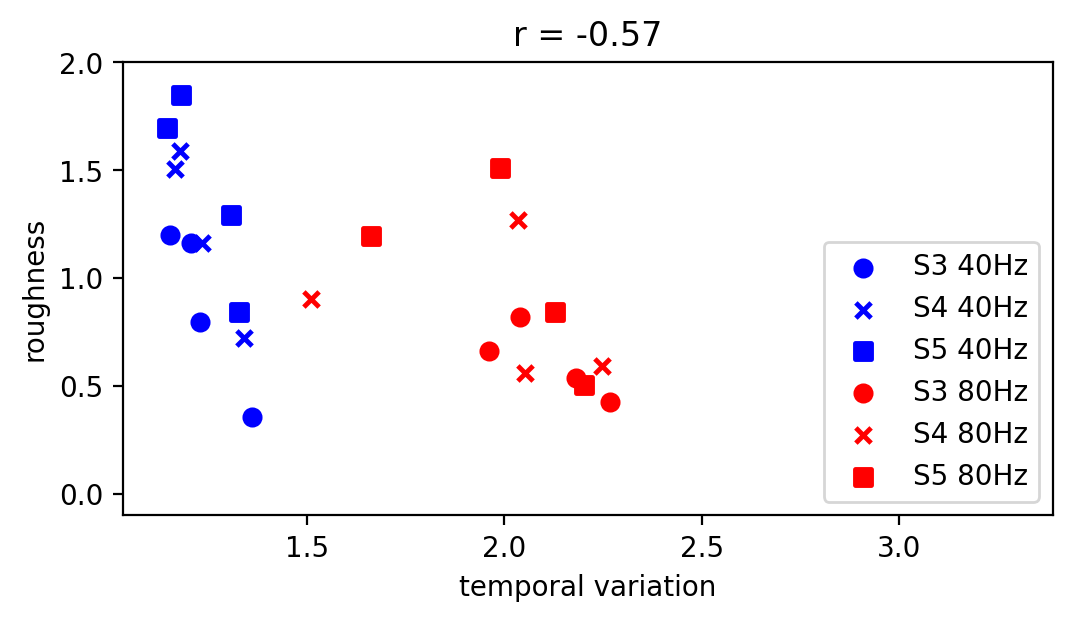 r = -0.57
2.0
1.5
1.0
0.5
0.0
roughness
1.5
2.0
2.5
3.0
temporal variation
S3 40Hz
S4 40Hz
S5 40Hz
S3 80Hz
S4 80Hz
S5 80Hz